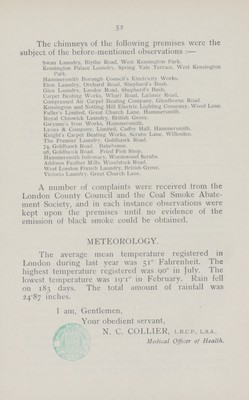 52
The chimneys of the following premises were the
subject of the before-mentioned observations :—
Swan Laundry, Blythe Road, West Kensington Park.
Kensington Palace Laundry, Spring Vale Terrace, West Kensington
Park.
Hammersmith Borough Council's Electricity Works.
Eton Laundry, Orchard Road, Shepherd's Bush.
Glen Laundry, Loudon Road, Shepherd's Bush.
Carpet Beating Works, Wharf Road, Latimer Road.
Compressed Air Carpet Beating Company, Glenthorne Road.
Kensington and Notting Hill Electric Lighting Company, Wood Lane.
Fuller's Limited, Great Church Lane, Hammersmith.
Royal Chiswick Laundry, British Grove.
Gwynne's Iron Works, Hammersmith.
Lyons & Company, Limited, Cadby Hall, Hammersmith.
Knight's Carpet Beating Works, Scrubs Lane, Willesden.
The Premier Laundry, Goldhawk Road.
74, Goldhawk Road. Bakehouse.
98, Goldhawk Road. Fried Fish Shop.
Hammersmith Infirmary, Wormwood Scrubs.
Addison Feather Mills, Woodstock Road.
West London French Laundry, British Grove.
Victoria Laundry, Great Church Lane.
A number of complaints were received from the
London County Council and the Coal Smoke Abate-
ment Society, and in each instance observations were
kept upon the premises until no evidence of the
emission of black smoke could be obtained.
METEOROLOGY.
The average mean temperature registered in
London during last year was 51° Fahrenheit. The
highest temperature registered was 90° in July. The
lowest temperature was 19·1° in February. Rain fell
on 183 days. The total amount of rainfall was
24·87 inches.
I am, Gentlemen,
Your obedient servant,
N. C. COLLIER, L.R.C.P., L.S.A.,
Medical Officer of Health.